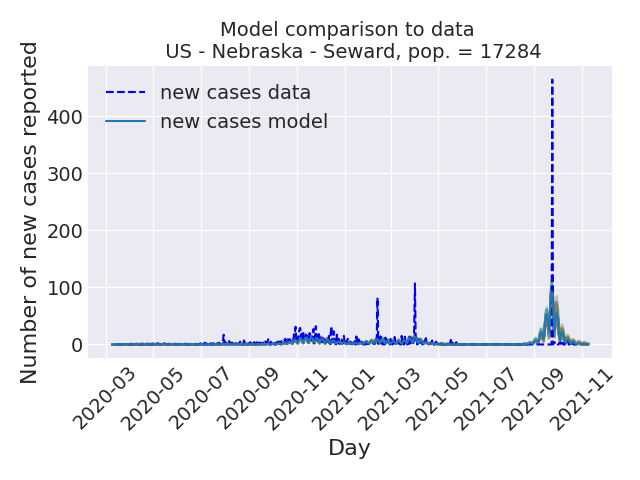 Model comparison to data
US - Nebraska - Seward, pop. = 17284
Number of new cases reported
400
300
200
100
0
new cases data
new cases model
2020-03
2020-05
2020-07
2020-09
2020-11
2021-01
2021-03
2021-05
2021-07
2021-09
2021-11
Day